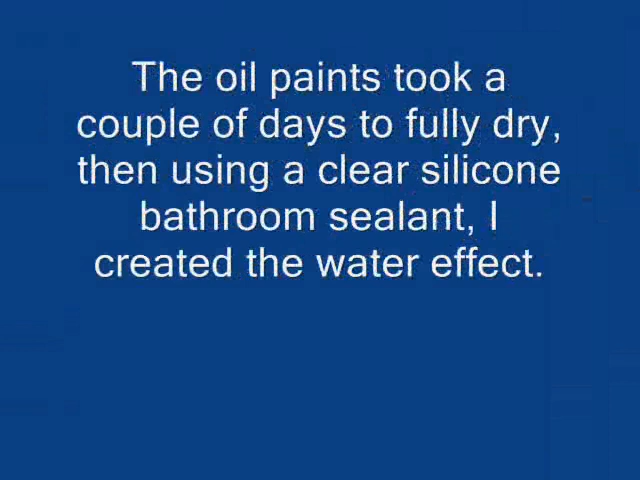 The oil paints took a
couple of days to fully dry,
then using a clear silicone
bathroom sealant, I
created the water effect.